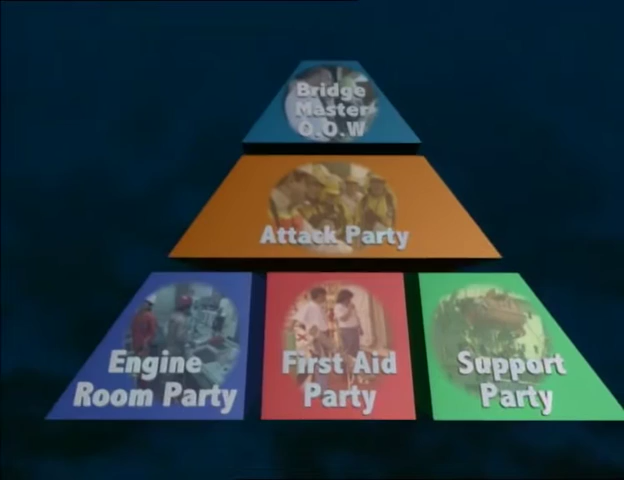 Bridge
Master
O.O.W
Attack Party
Engine
Room Party
First Aid
Party
Support
Party